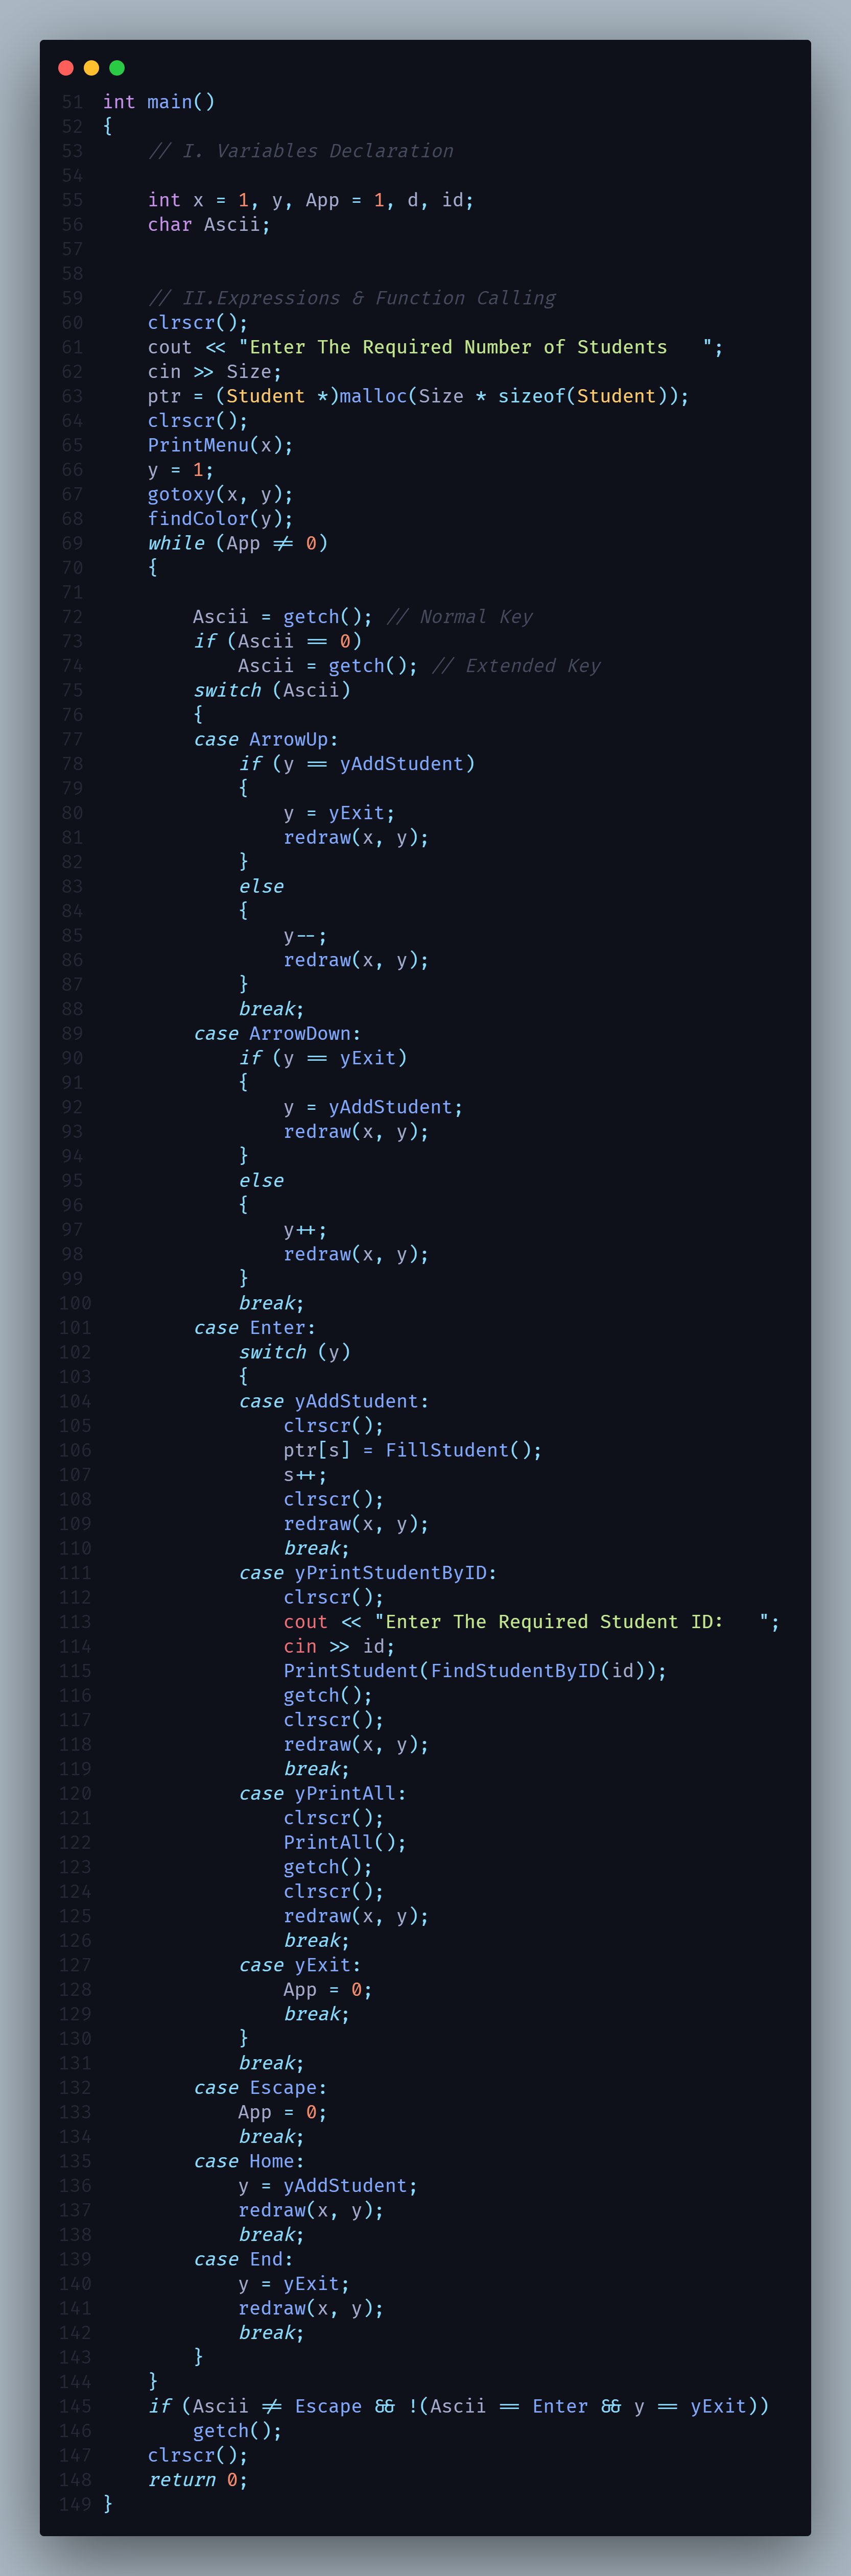 51 int main()
52 {
53     // I. Variables Declaration
54
55     int x = 1, y, App = 1, d, id;
56     char Ascii;
57
58
59     // II.Expressions & Function Calling
60     clrscr();
61     cout << "Enter The Required Number of Students   ";
62     cin >> Size;
63     ptr = (Student *)malloc(Size * sizeof(Student));
64     clrscr();
65     PrintMenu(x);
66     y = 1;
67     gotoxy(x, y);
68     findColor(y);
69     while (App != 0)
70     {
71
72         Ascii = getch(); // Normal Key
73         if (Ascii == 0)
74             Ascii = getch(); // Extended Key
75         switch (Ascii)
76         {
77         case ArrowUp:
78             if (y == yAddStudent)
79             {
80                 y = yExit;
81                 redraw(x, y);
82             }
83             else
84             {
85                 y--;
86                 redraw(x, y);
87             }
88             break;
89         case ArrowDown:
90             if (y == yExit)
91             {
92                 y = yAddStudent;
93                 redraw(x, y);
94             }
95             else
96             {
97                 y++;
98                 redraw(x, y);
99             }
100             break;
101         case Enter:
102             switch (y)
103             {
104             case yAddStudent:
105                 clrscr();
106                 ptr[s] = FillStudent();
107                 s++;
108                 clrscr();
109                 redraw(x, y);
110                 break;
111             case yPrintStudentByID:
112                 clrscr();
113                 cout << "Enter The Required Student ID:   ";
114                 cin >> id;
115                 PrintStudent(FindStudentByID(id));
116                 getch();
117                 clrscr();
118                 redraw(x, y);
119                 break;
120             case yPrintAll:
121                 clrscr();
122                 PrintAll();
123                 getch();
124                 clrscr();
125                 redraw(x, y);
126                 break;
127             case yExit:
128                 App = 0;
129                 break;
130             }
131             break;
132         case Escape:
133             App = 0;
134             break;
135         case Home:
136             y = yAddStudent;
137             redraw(x, y);
138             break;
139         case End:
140             y = yExit;
141             redraw(x, y);
142             break;
143         }
144     }
145     if (Ascii != Escape && !(Ascii == Enter && y == yExit))
146         getch();
147     clrscr();
148     return 0;
149 }